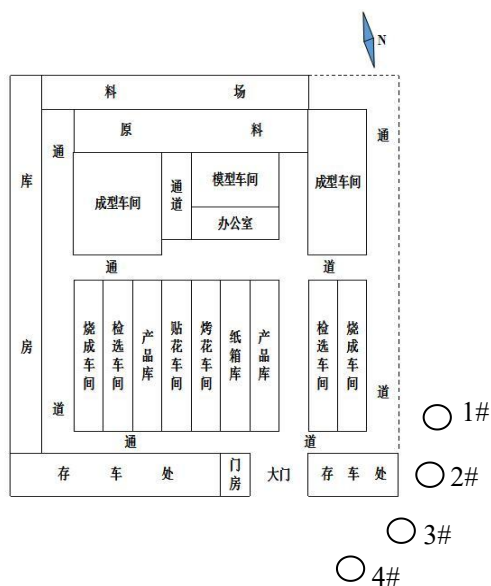 N
料场
原料
通
通
库
成型车间
通道
模型车间
办公室
成型车间
通
道
房
烧成车间
检选车间
产品库
贴花车间
烤花车间
纸箱库
产品库
检选车间
烧成车间
道
道
通
道
存车处
门房
大门
存车处
1#
2#
3#
4#